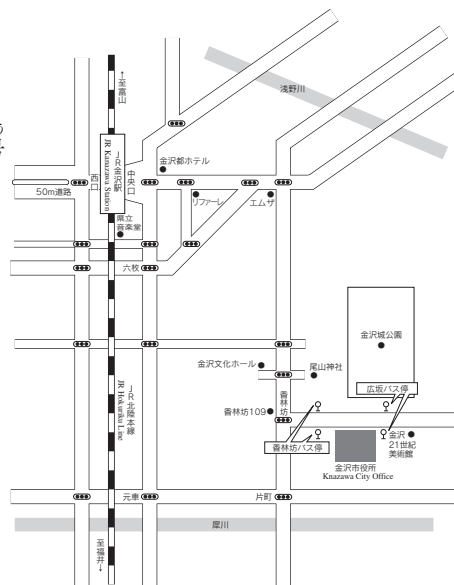 ←至富山
浅野川
金沢都ホテル
JR金沢駅
JR Kanazawa Station
西口
中央口
50m道路
リファーレ
エムザ
県立
音楽堂
六枚
金沢城公園
金沢文化ホール
尾山神社
広坂バス停
JR北陸本線
JR Hokuriku Line
香林坊
香林坊109
香林坊バス停
金沢
21世紀
美術館
金沢市役所
Knazawa City Office
元車
片町
犀川
至福井→